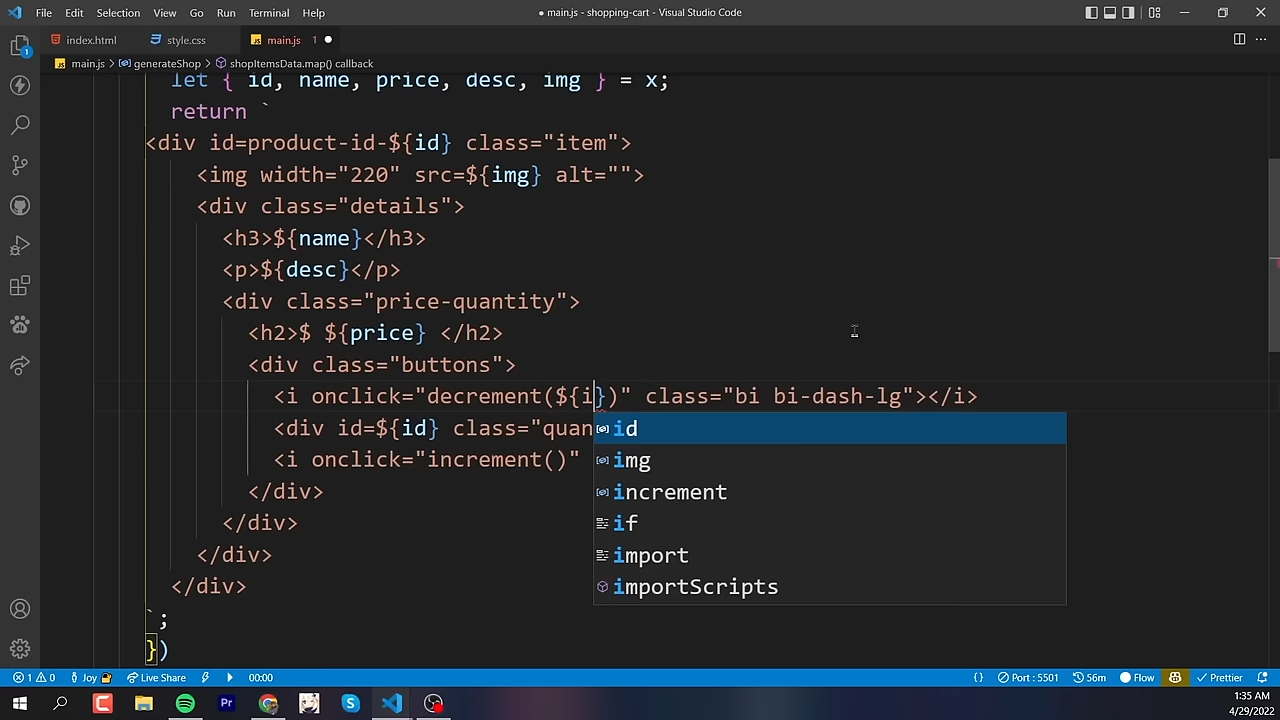 File Edit Selection View Go Run Terminal Help
● main.js - shopping-cart - Visual Studio Code
index.html
style.css
main.js 1 ●
main.js > generateShop > shopItemsData.map() callback
let { id, name, price, desc, img } = x;
return `
<div id=product-id-${id} class="item">
<img width="220" src=${img} alt="">
<div class="details">
<h3>${name}</h3>
<p>${desc}</p>
<div class="price-quantity">
<h2>$ ${price} </h2>
<div class="buttons">
<i onclick="decrement(${i})" class="bi bi-dash-lg"></i>
<div id=${id} class="quan
id
<i onclick="increment()"
img
increment
</div>
if
</div>
import
</div>
importScripts
</div>
`;
})
1
1 0 Joy Live Share 00:00
{} Port : 5501 56m Flow Prettier
Pr
1:35 AM
4/29/2022